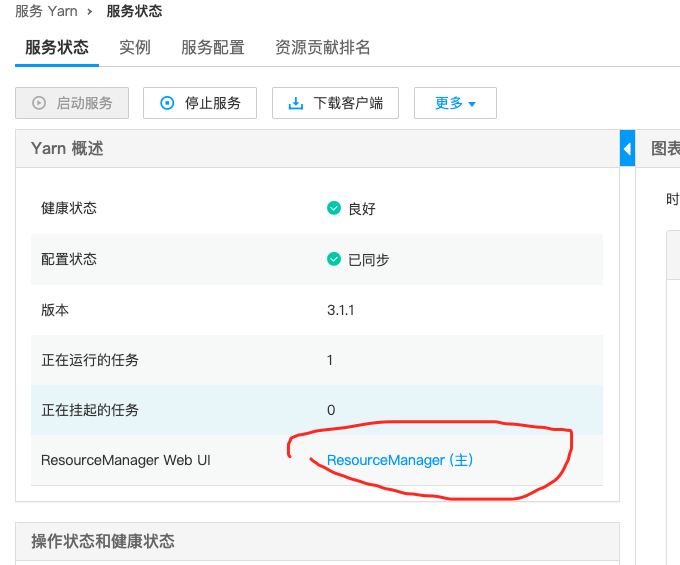 服务 Yarn › 服务状态
服务状态 实例 服务配置 资源贡献排名
启动服务 停止服务 下载客户端 更多
Yarn 概述
图表
健康状态 良好
时
配置状态 已同步
版本 3.1.1
正在运行的任务 1
正在挂起的任务 0
ResourceManager Web UI ResourceManager (主)
操作状态和健康状态